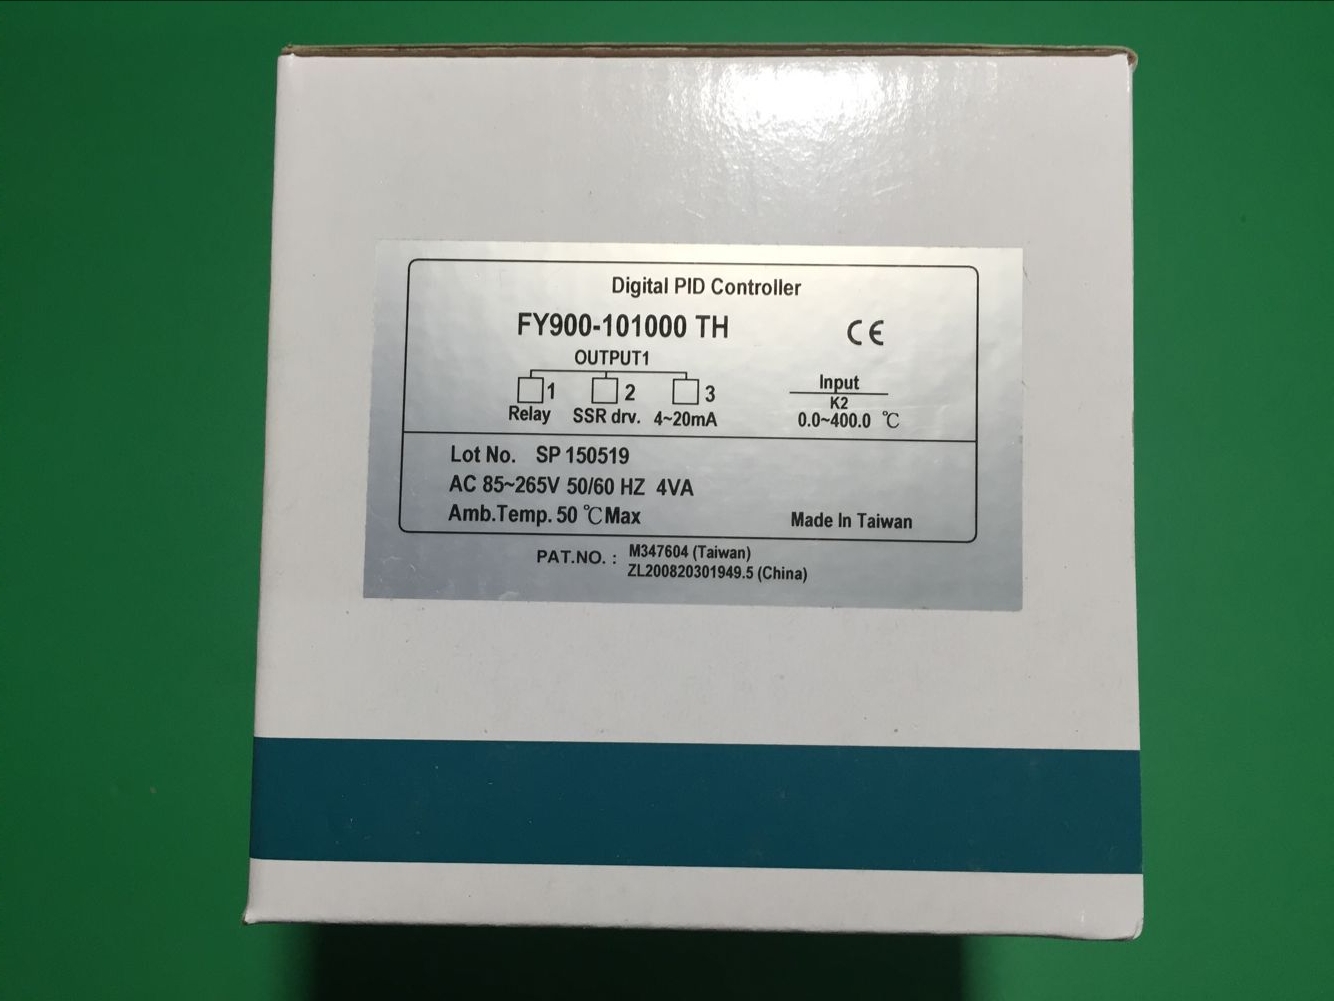 Digital PID Controller
FY900-101000 TH CE
OUTPUT1
1 2 3
Relay SSR drv. 4~20mA
Input
K2
0.0~400.0 ℃
Lot No. SP 150519
AC 85~265V 50/60 HZ 4VA
Amb.Temp. 50 ℃ Max
Made In Taiwan
PAT.NO. : M347604 (Taiwan)
ZL200820301949.5 (China)